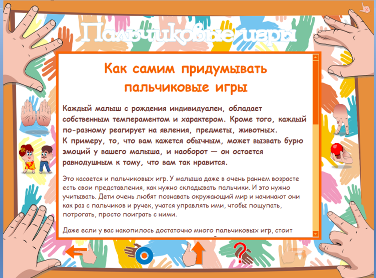 Пальчиковые игры
Как самим придумывать
пальчиковые игры
Каждый малыш с рождения индивидуален, обладает
собственным темпераментом и характером. Кроме того, каждый
по-разному реагирует на явления, предметы, животных.
К примеру, то, что вам кажется обычным, может вызвать бурю
эмоций у вашего малыша, и наоборот — он остается
равнодушным к тому, что вам так нравится.
Это касается и пальчиковых игр. У малыша даже в очень раннем возрасте
есть свои представления, как нужно складывать пальчики. И это нужно
учитывать. Дети очень любят познавать окружающий мир и начинают они
как раз с пальчиков и ручек, учатся управлять ими, чтобы пощупать,
потрогать, просто поиграть с ними.
Даже если у вас накопилось достаточно много пальчиковых игр, стоит